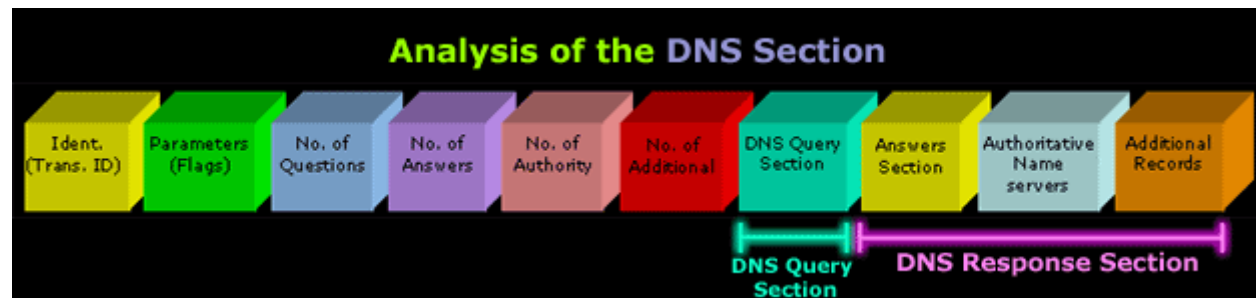 Analysis of the DNS Section
Ident.
(Trans. ID)
Parameters
(Flags)
No. of
Questions
No. of
Answers
No. of
Authority
No. of
Additional
DNS Query
Section
Answers
Section
Authoritative
Name
servers
Additional
Records
DNS Query
Section
DNS Response Section